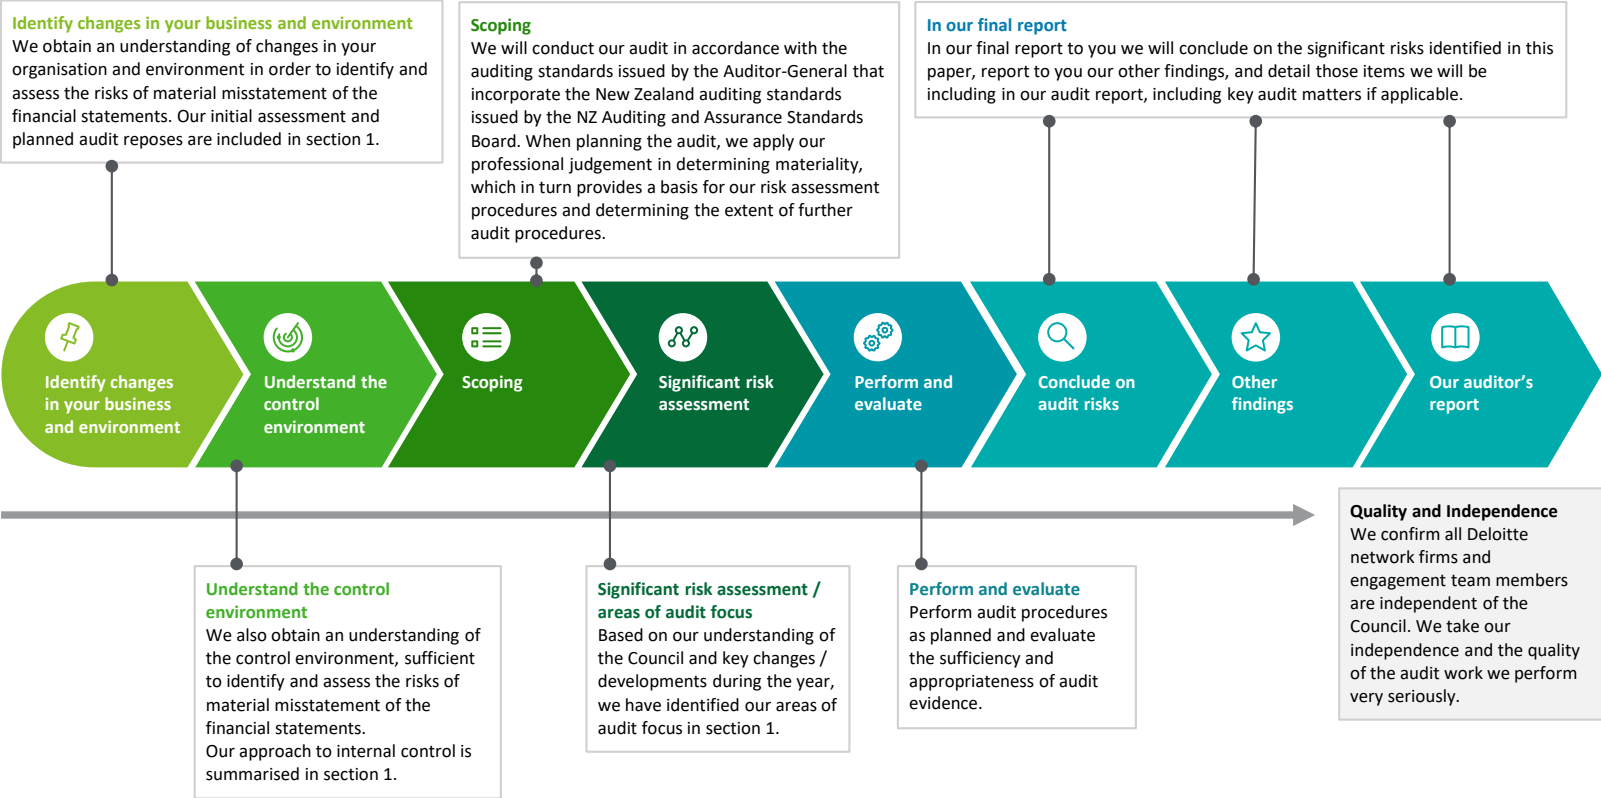 Identify changes in your business and environment
We obtain an understanding of changes in your
organisation and environment in order to identify and
assess the risks of material misstatement of the
financial statements. Our initial assessment and
planned audit reposes are included in section 1.
Scoping
We will conduct our audit in accordance with the
auditing standards issued by the Auditor-General that
incorporate the New Zealand auditing standards
issued by the NZ Auditing and Assurance Standards
Board. When planning the audit, we apply our
professional judgement in determining materiality,
which in turn provides a basis for our risk assessment
procedures and determining the extent of further
audit procedures.
In our final report
In our final report to you we will conclude on the significant risks identified in this
paper, report to you our other findings, and detail those items we will be
including in our audit report, including key audit matters if applicable.
Identify changes
in your business
and environment
Understand the
control
environment
Scoping
Significant risk
assessment
Perform and
evaluate
Conclude on
audit risks
Other
findings
Our auditor's
report
Understand the control
environment
We also obtain an understanding of
the control environment, sufficient
to identify and assess the risks of
material misstatement of the
financial statements.
Our approach to internal control is
summarised in section 1.
Significant risk assessment /
areas of audit focus
Based on our understanding of
the Council and key changes /
developments during the year,
we have identified our areas of
audit focus in section 1.
Perform and evaluate
Perform audit procedures
as planned and evaluate
the sufficiency and
appropriateness of audit
evidence.
Quality and Independence
We confirm all Deloitte
network firms and
engagement team members
are independent of the
Council. We take our
independence and the quality
of the audit work we perform
very seriously.